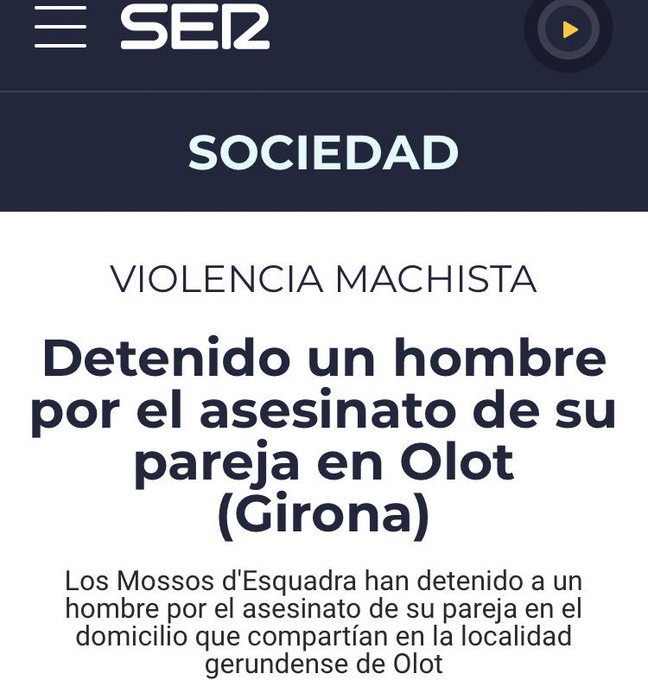 SER
SOCIEDAD
VIOLENCIA MACHISTA
Detenido un hombre
por el asesinato de su
pareja en Olot
(Girona)
Los Mossos d'Esquadra han detenido a un
hombre por el asesinato de su pareja en el
domicilio que compartían en la localidad
gerundense de Olot